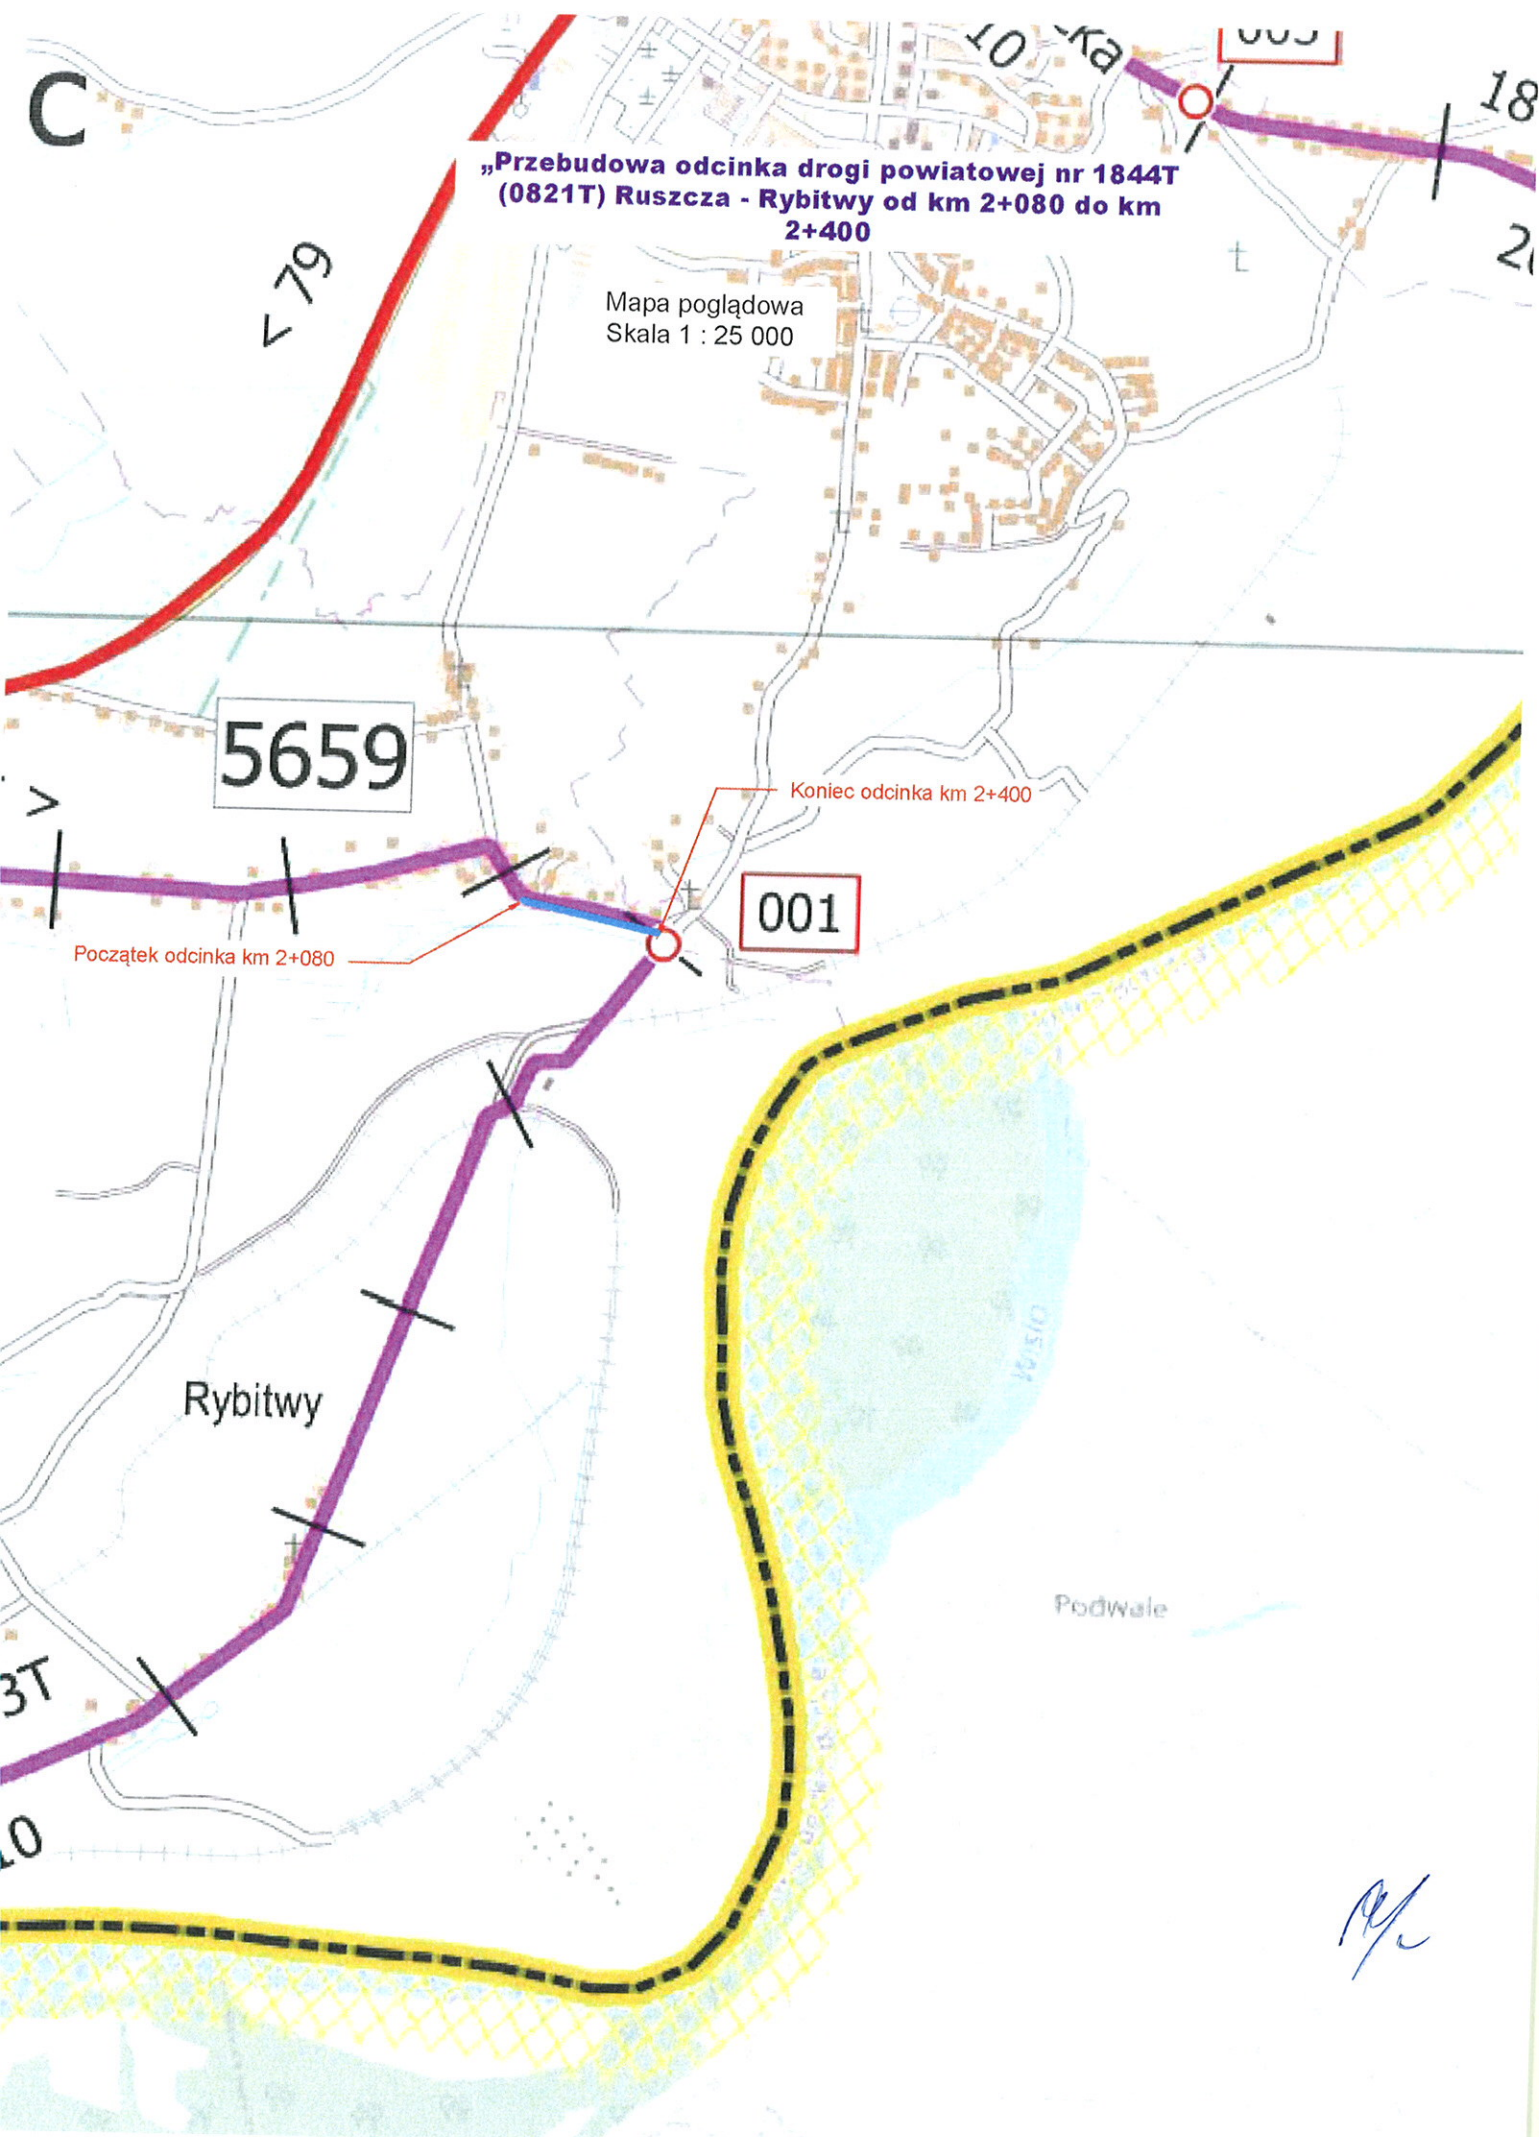 C
10
ka
003
18
„Przebudowa odcinka drogi powiatowej nr 1844T
(0821T) Ruszcza - Rybitwy od km 2+080 do km
2+400
< 79
t
Mapa poglądowa
Skala 1 : 25 000
5659
>
Koniec odcinka km 2+400
001
Początek odcinka km 2+080
Rybitwy
Wisła
Podwale
3T
10